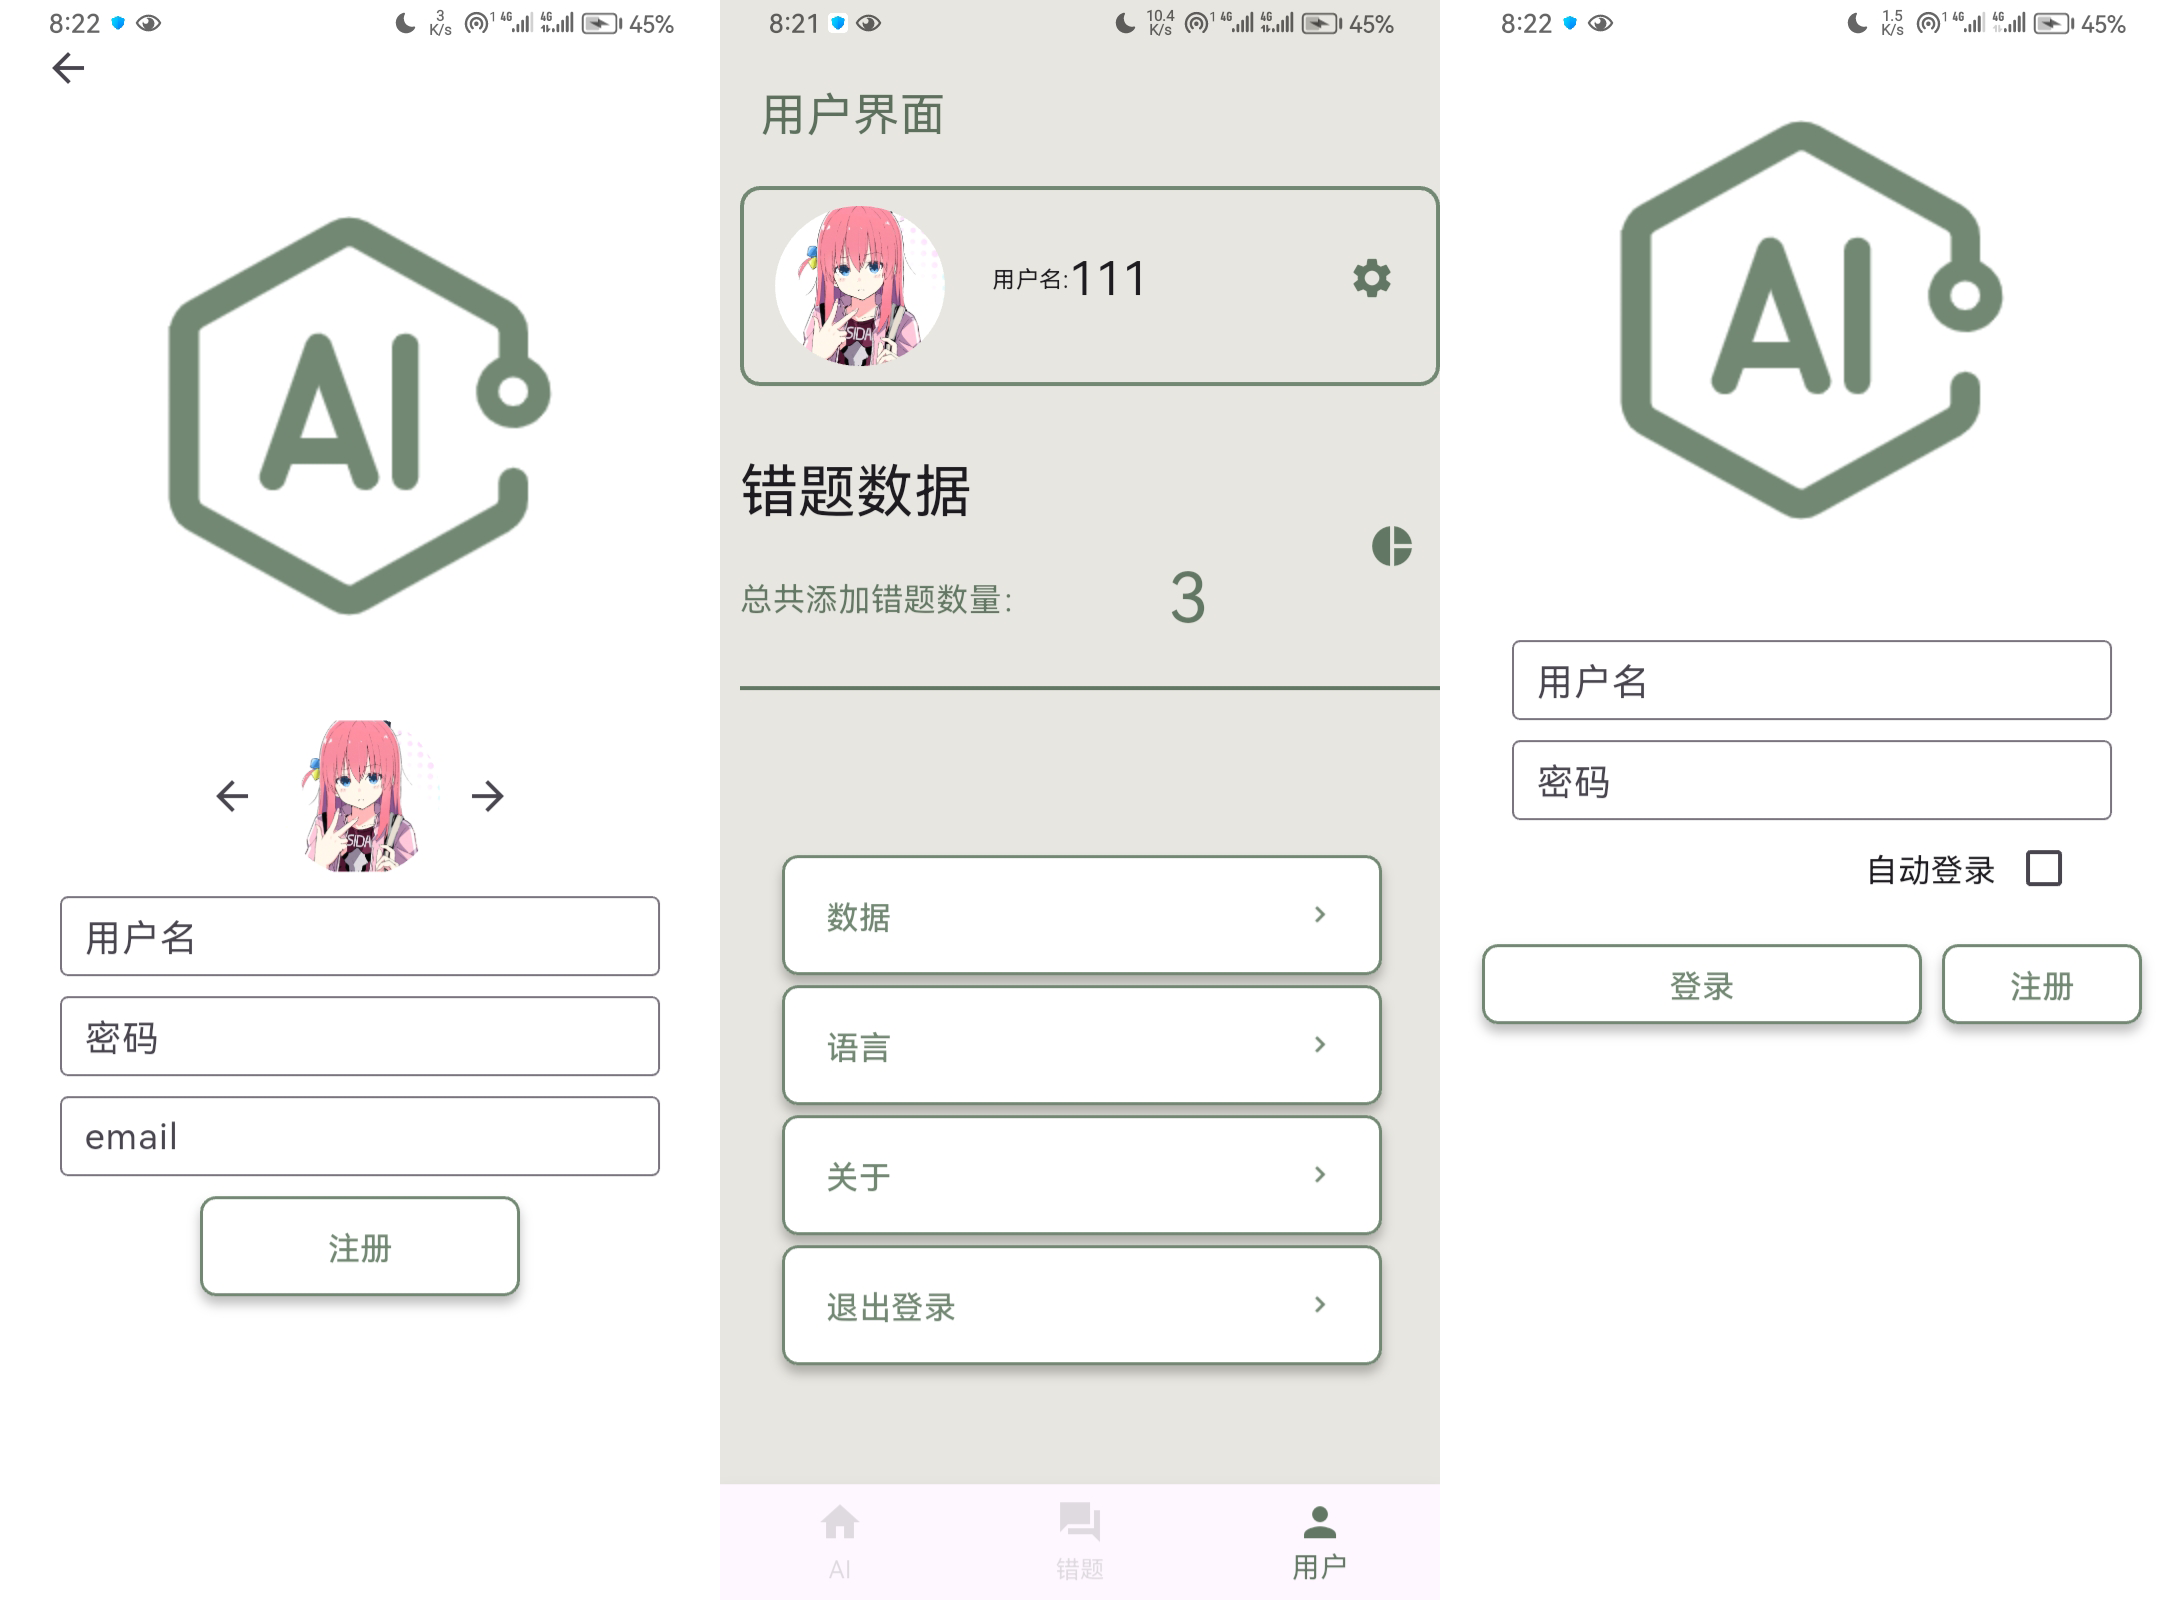 8:22
3 K/s
1 4G 4G
45%
AI
SIDA
用户名
密码
email
注册
8:21
10.4 K/s
1 4G 4G
45%
用户界面
SIDA
用户名:111
错题数据
总共添加错题数量:
3
数据
语言
关于
退出登录
AI
错题
用户
8:22
1.5 K/s
1 4G 4G
45%
AI
用户名
密码
自动登录
登录
注册